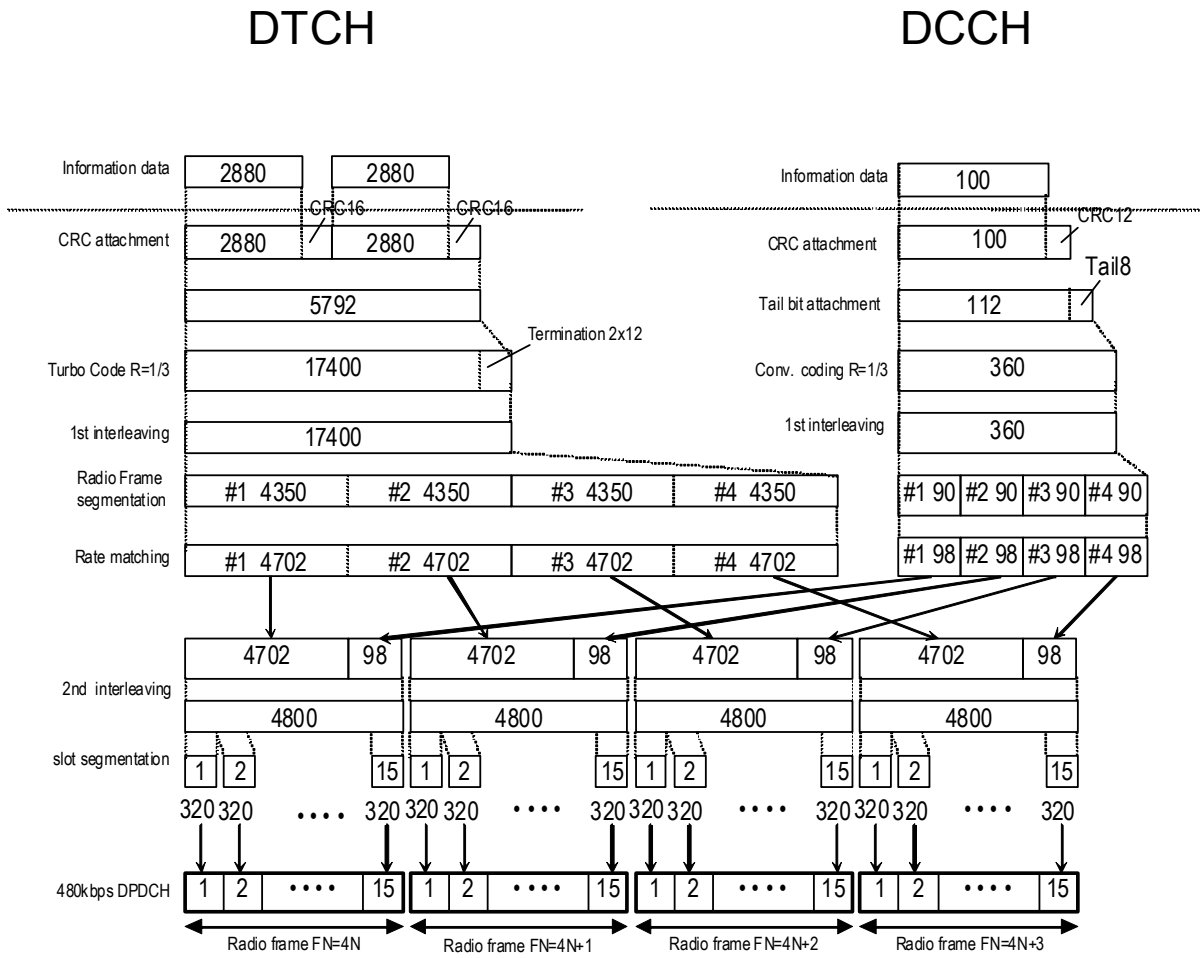 DTCH DCCH
Information data 2880 2880
Information data 100
CRC16 CRC16
CRC12
CRC attachment 2880 2880
CRC attachment 100
Tail8
5792
Tail bit attachment 112
Termination 2x12
Turbo Code R=1/3 17400
Conv. coding R=1/3 360
1st interleaving 17400
1st interleaving 360
Radio Frame segmentation #1 4350 #2 4350 #3 4350 #4 4350
#1 90 #2 90 #3 90 #4 90
Rate matching #1 4702 #2 4702 #3 4702 #4 4702
#1 98 #2 98 #3 98 #4 98
4702 98 4702 98 4702 98 4702 98
2nd interleaving
4800 4800 4800 4800
slot segmentation 1 2 15 1 2 15 1 2 15 1 2 15
320 320 •••• 320 320 320 •••• 320 320 320 •••• 320 320 320 •••• 320
480kbps DPDCH 1 2 •••• 15 1 2 •••• 15 1 2 •••• 15 1 2 •••• 15
Radio frame FN=4N Radio frame FN=4N+1 Radio frame FN=4N+2 Radio frame FN=4N+3